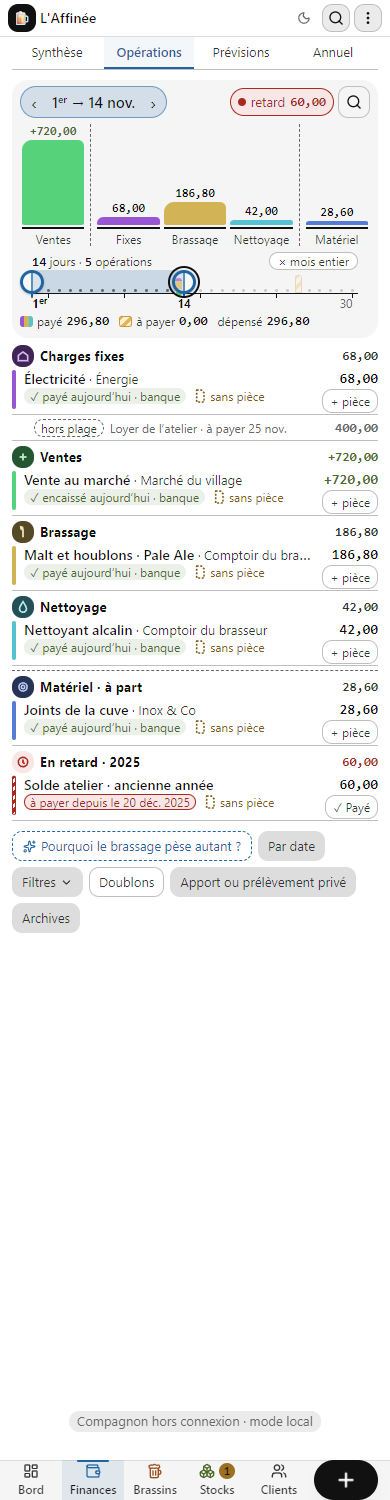 L'Affinée
Synthèse Opérations Prévisions Annuel
‹ 1er → 14 nov. › retard 60,00
+720,00
68,00 186,80 42,00 28,60
Ventes Fixes Brassage Nettoyage Matériel
14 jours · 5 opérations × mois entier
1er 14 30
payé 296,80 à payer 0,00 dépensé 296,80
Charges fixes 68,00
Électricité · Énergie 68,00
✓ payé aujourd'hui · banque sans pièce + pièce
hors plage Loyer de l'atelier · à payer 25 nov. 400,00
Ventes +720,00
Vente au marché · Marché du village +720,00
✓ encaissé aujourd'hui · banque sans pièce + pièce
Brassage 186,80
Malt et houblons · Pale Ale · Comptoir du bra... 186,80
✓ payé aujourd'hui · banque sans pièce + pièce
Nettoyage 42,00
Nettoyant alcalin · Comptoir du brasseur 42,00
✓ payé aujourd'hui · banque sans pièce + pièce
Matériel · à part 28,60
Joints de la cuve · Inox & Co 28,60
✓ payé aujourd'hui · banque sans pièce + pièce
En retard · 2025 60,00
Solde atelier · ancienne année 60,00
à payer depuis le 20 déc. 2025 sans pièce ✓ Payé
Pourquoi le brassage pèse autant ? Par date
Filtres Doublons Apport ou prélèvement privé
Archives
Compagnon hors connexion · mode local
1
Bord Finances Brassins Stocks Clients +